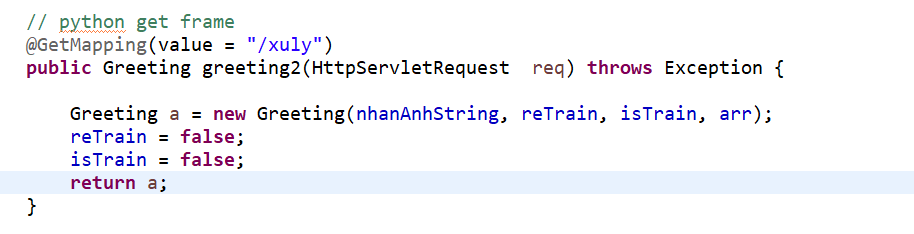 // python get frame
@GetMapping(value = "/xuly")
public Greeting greeting2(HttpServletRequest  req) throws Exception {
Greeting a = new Greeting(nhanAnhString, reTrain, isTrain, arr);
reTrain = false;
isTrain = false;
return a;
}